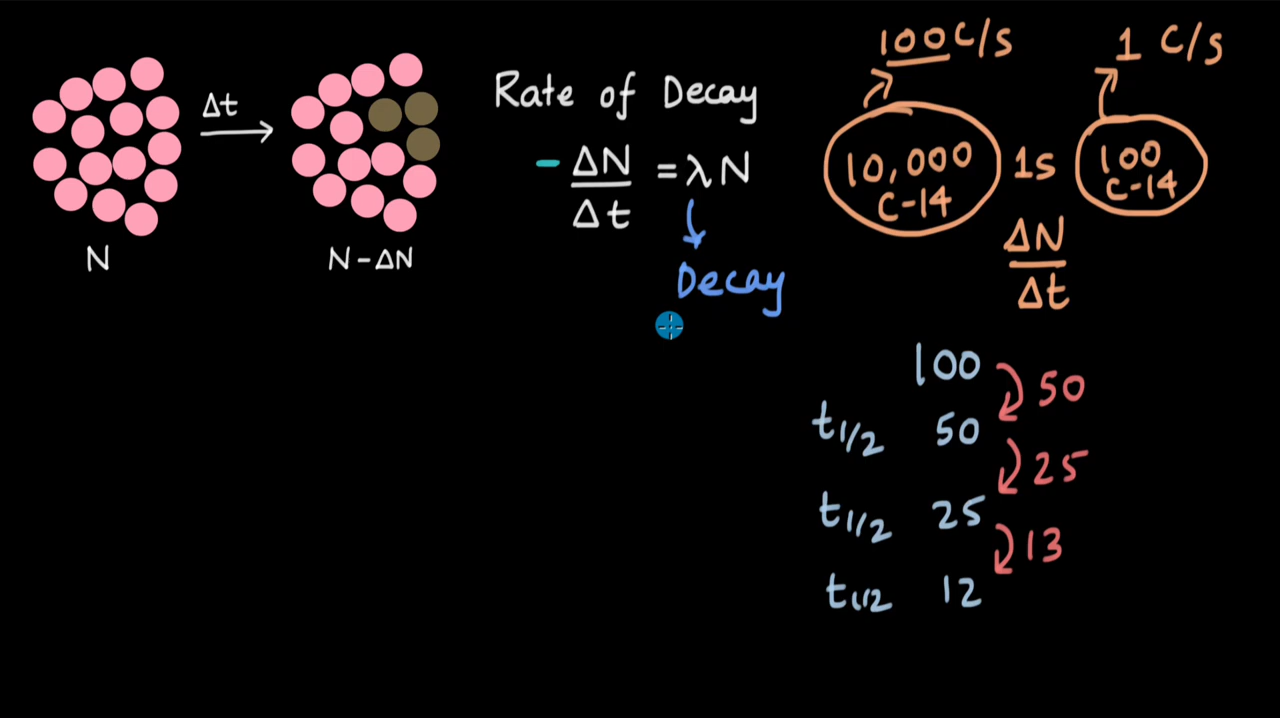 Δt
N
N-ΔN
Rate of Decay
- ΔN/Δt = λN
Decay
100 C/s
1 C/s
10,000
C-14
1s
100
C-14
ΔN
Δt
100
50
t1/2 50
25
t1/2 25
13
t1/2 12